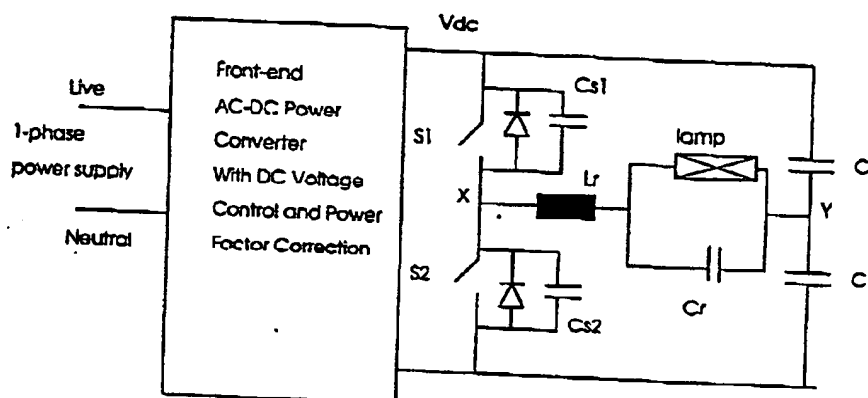 Vdc
Live
1-phase
power supply
Neutral
Front-end
AC-DC Power
Converter
With DC Voltage
Control and Power
Factor Correction
S1
Cs1
X
Lr
lamp
C
Y
S2
Cs2
Cr
C